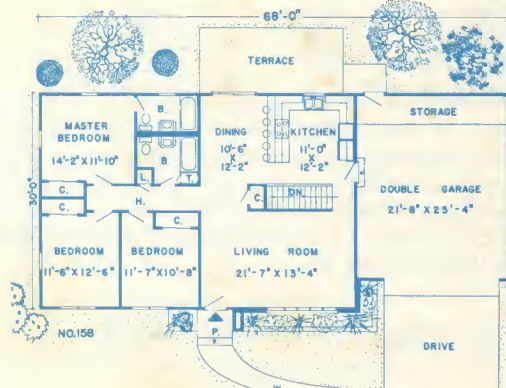 68'-0"
TERRACE
STORAGE
B.
MASTER
BEDROOM
14'-2" X 11'-10"
DINING
10'-6"
X
12'-2"
KITCHEN
11'-0"
X
12'-2"
B.
L.
T.
C.
C.
H.
C.
C.
DN.
30'-0"
DOUBLE GARAGE
21'-8" X 25'-4"
BEDROOM
11'-6" X 12'-6"
BEDROOM
11'-7" X 10'-8"
LIVING ROOM
21'-7" X 13'-4"
NO. 158
P.
DRIVE
W.